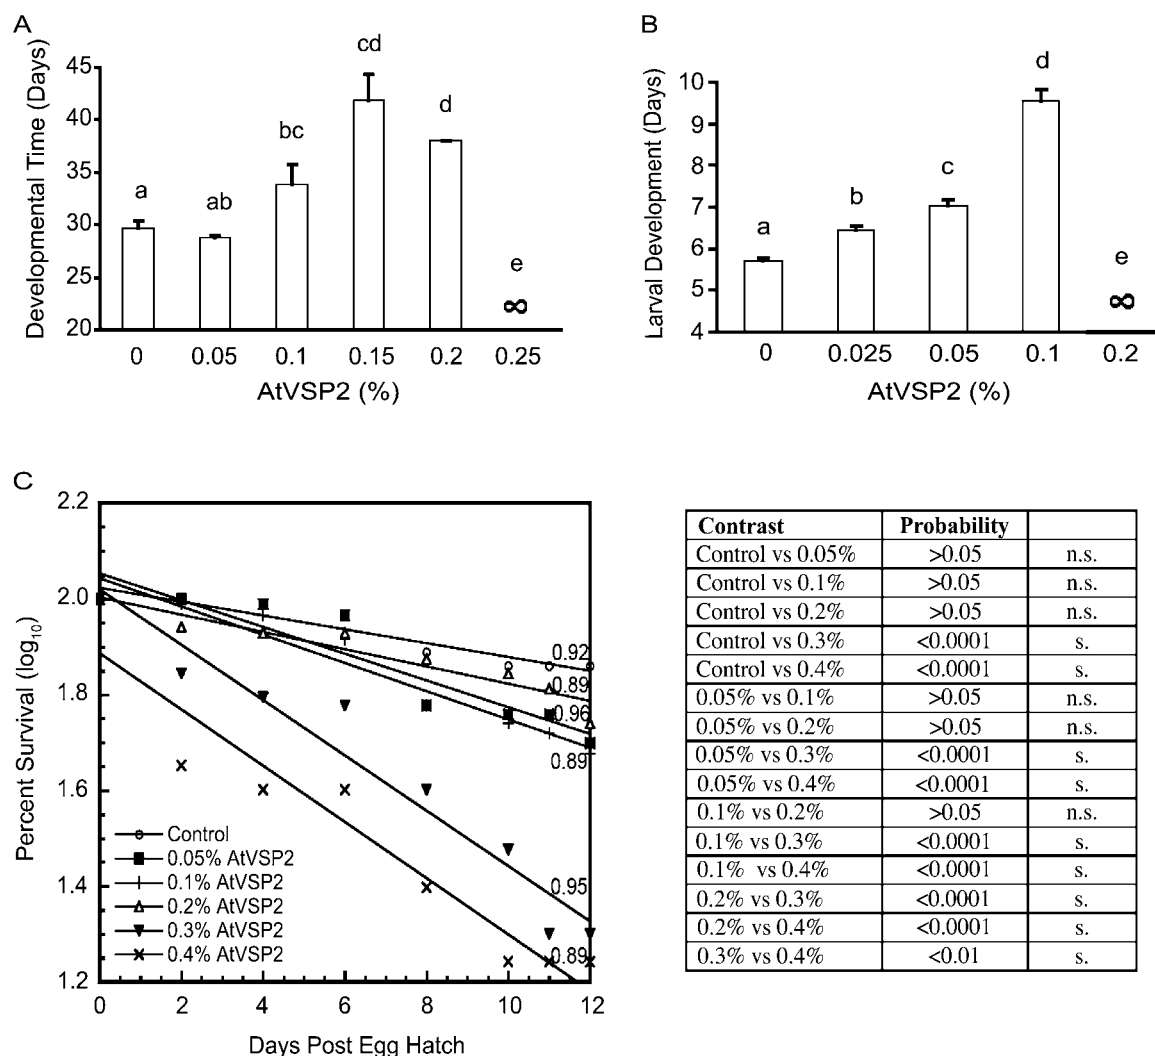 A
Developmental Time (Days)
45
40
35
30
25
20
a
ab
bc
cd
d
e
∞
0 0.05 0.1 0.15 0.2 0.25
AtVSP2 (%)
B
Larval Development (Days)
10
9
8
7
6
5
4
a
b
c
d
e
∞
0 0.025 0.05 0.1 0.2
AtVSP2 (%)
C
Percent Survival (log10)
2.2
2.0
1.8
1.6
1.4
1.2
0.92
0.89
0.96
0.89
0.95
0.89
Control
0.05% AtVSP2
0.1% AtVSP2
0.2% AtVSP2
0.3% AtVSP2
0.4% AtVSP2
0 2 4 6 8 10 12
Days Post Egg Hatch
Contrast Probability
Control vs 0.05% >0.05 n.s.
Control vs 0.1% >0.05 n.s.
Control vs 0.2% >0.05 n.s.
Control vs 0.3% <0.0001 s.
Control vs 0.4% <0.0001 s.
0.05% vs 0.1% >0.05 n.s.
0.05% vs 0.2% >0.05 n.s.
0.05% vs 0.3% <0.0001 s.
0.05% vs 0.4% <0.0001 s.
0.1% vs 0.2% >0.05 n.s.
0.1% vs 0.3% <0.0001 s.
0.1% vs 0.4% <0.0001 s.
0.2% vs 0.3% <0.0001 s.
0.2% vs 0.4% <0.0001 s.
0.3% vs 0.4% <0.01 s.